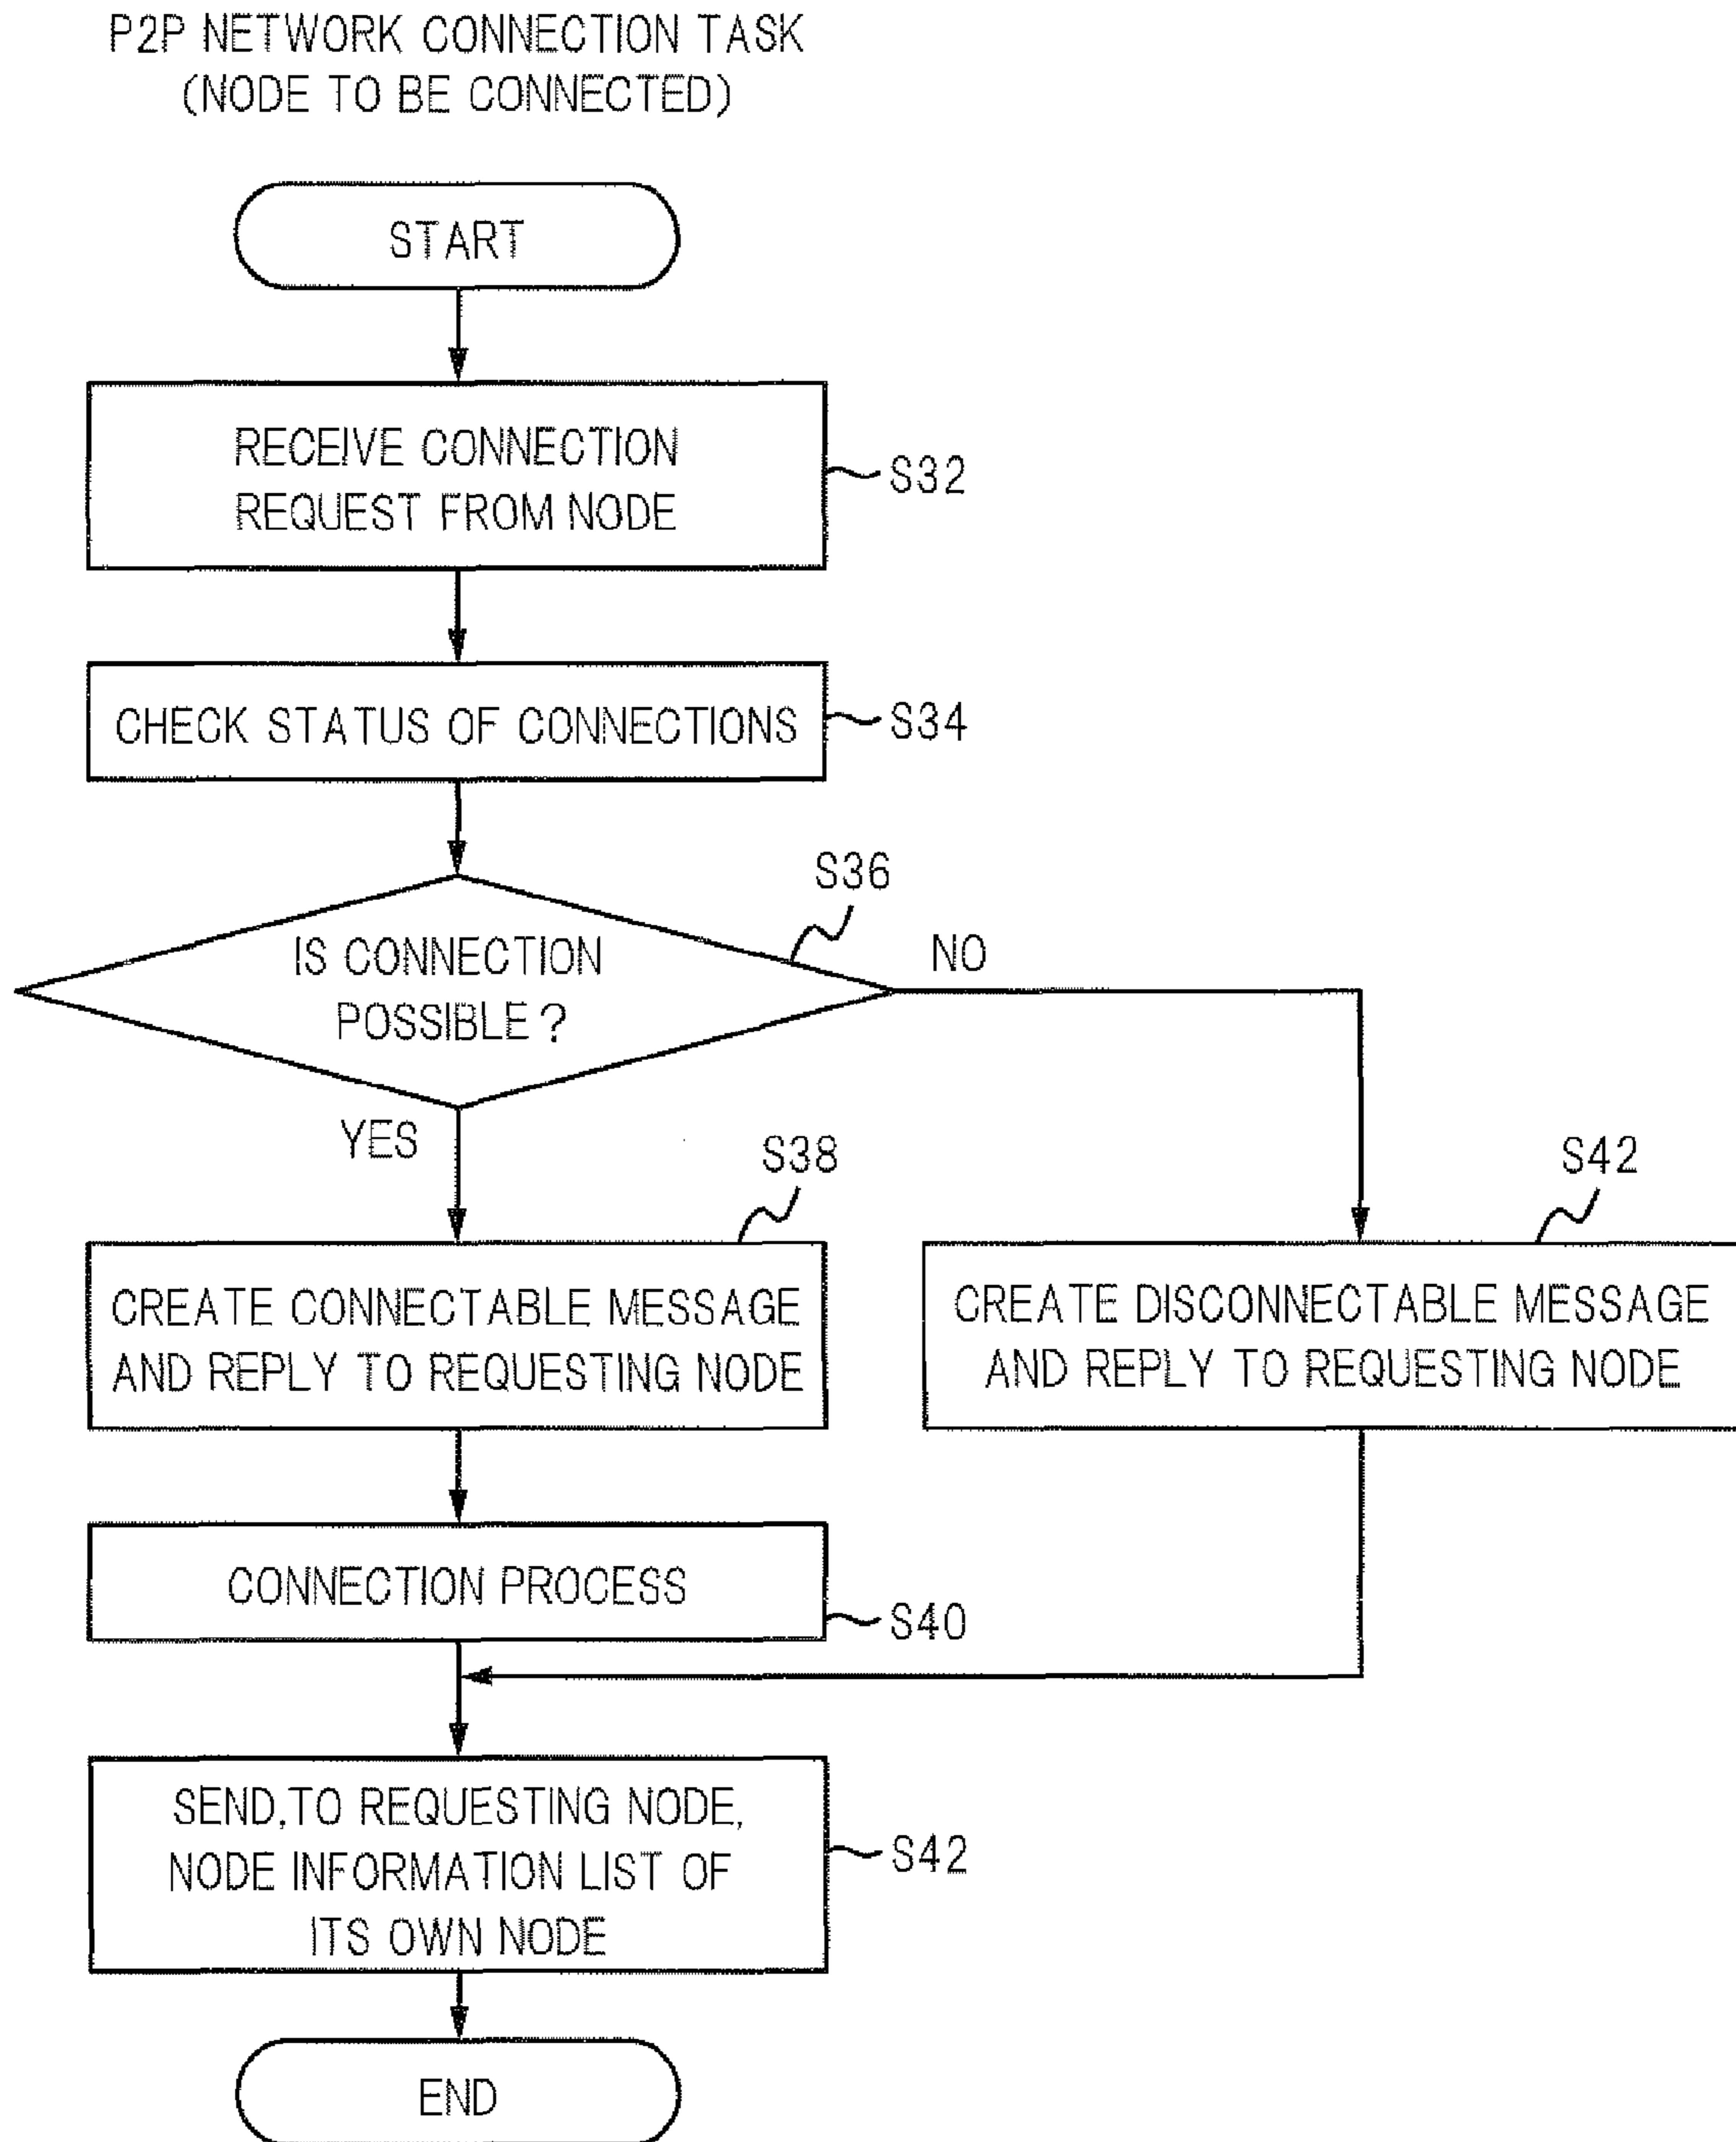 P2P NETWORK CONNECTION TASK
(NODE TO BE CONNECTED)
START
RECEIVE CONNECTION
REQUEST FROM NODE
S32
CHECK STATUS OF CONNECTIONS
S34
S36
IS CONNECTION
POSSIBLE?
NO
YES
S38
S42
CREATE CONNECTABLE MESSAGE
AND REPLY TO REQUESTING NODE
CREATE DISCONNECTABLE MESSAGE
AND REPLY TO REQUESTING NODE
CONNECTION PROCESS
S40
SEND,TO REQUESTING NODE,
NODE INFORMATION LIST OF
ITS OWN NODE
S42
END